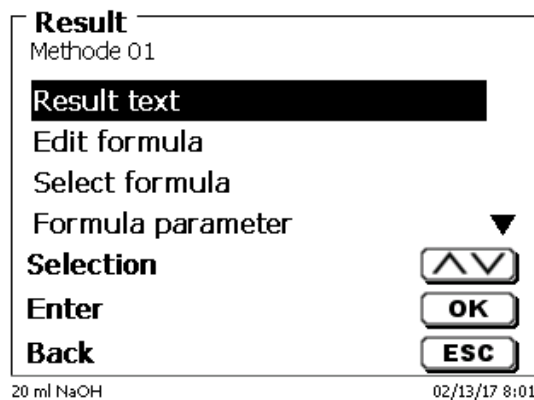 Result
Methode 01
Result text
Edit formula
Select formula
Formula parameter
Selection
Enter OK
Back ESC
20 ml NaOH 02/13/17 8:01